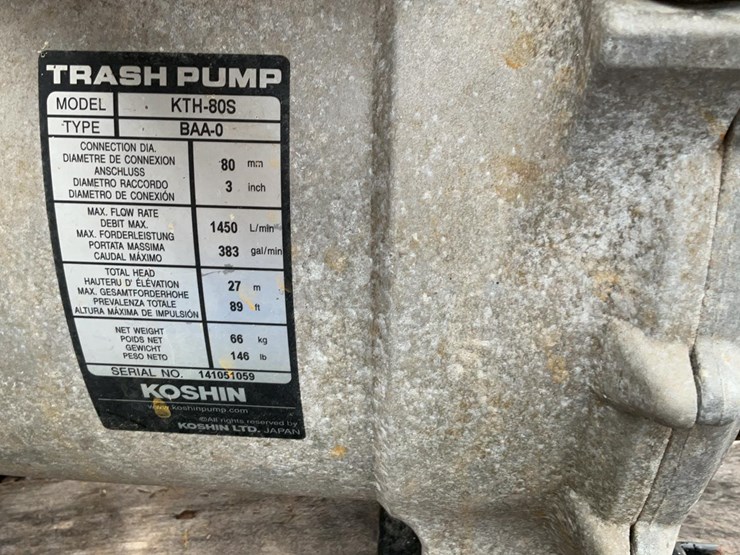 TRASH PUMP
MODEL KTH-80S
TYPE BAA-0
CONNECTION DIA.
DIAMETRE DE CONNEXION
ANSCHLUSS
DIAMETRO RACCORDO
DIAMETRO DE CONEXIÓN
80 mm
3 inch
MAX. FLOW RATE
DEBIT MAX.
MAX. FORDERLEISTUNG
PORTATA MASSIMA
CAUDAL MÁXIMO
1450 L/min
383 gal/min
TOTAL HEAD
HAUTERU D' ÉLÉVATION
MAX. GESAMTFORDERHOHE
PREVALENZA TOTALE
ALTURA MÁXIMA DE IMPULSIÓN
27 m
89 ft
NET WEIGHT
POIDS NET
GEWICHT
PESO NETO
66 kg
146 lb
SERIAL NO. 141051059
KOSHIN
www.koshinpump.com
©All rights reserved by
KOSHIN LTD. JAPAN